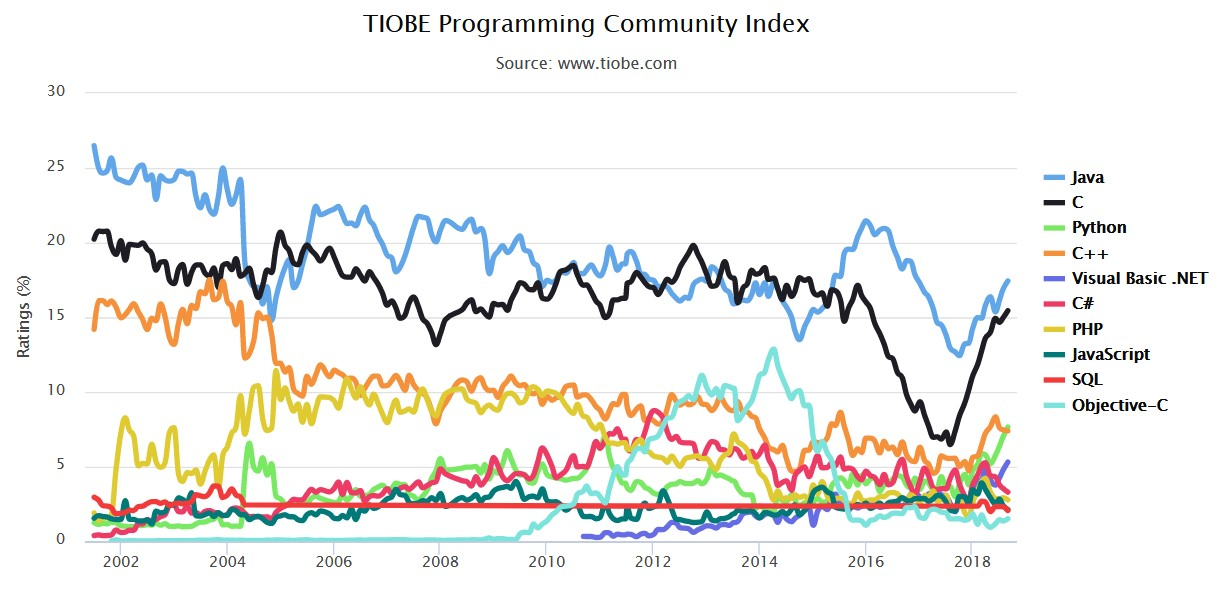 TIOBE Programming Community Index
Source: www.tiobe.com
Ratings (%)
30
25
20
15
10
5
0
2002 2004 2006 2008 2010 2012 2014 2016 2018
Java
C
Python
C++
Visual Basic .NET
C#
PHP
JavaScript
SQL
Objective-C